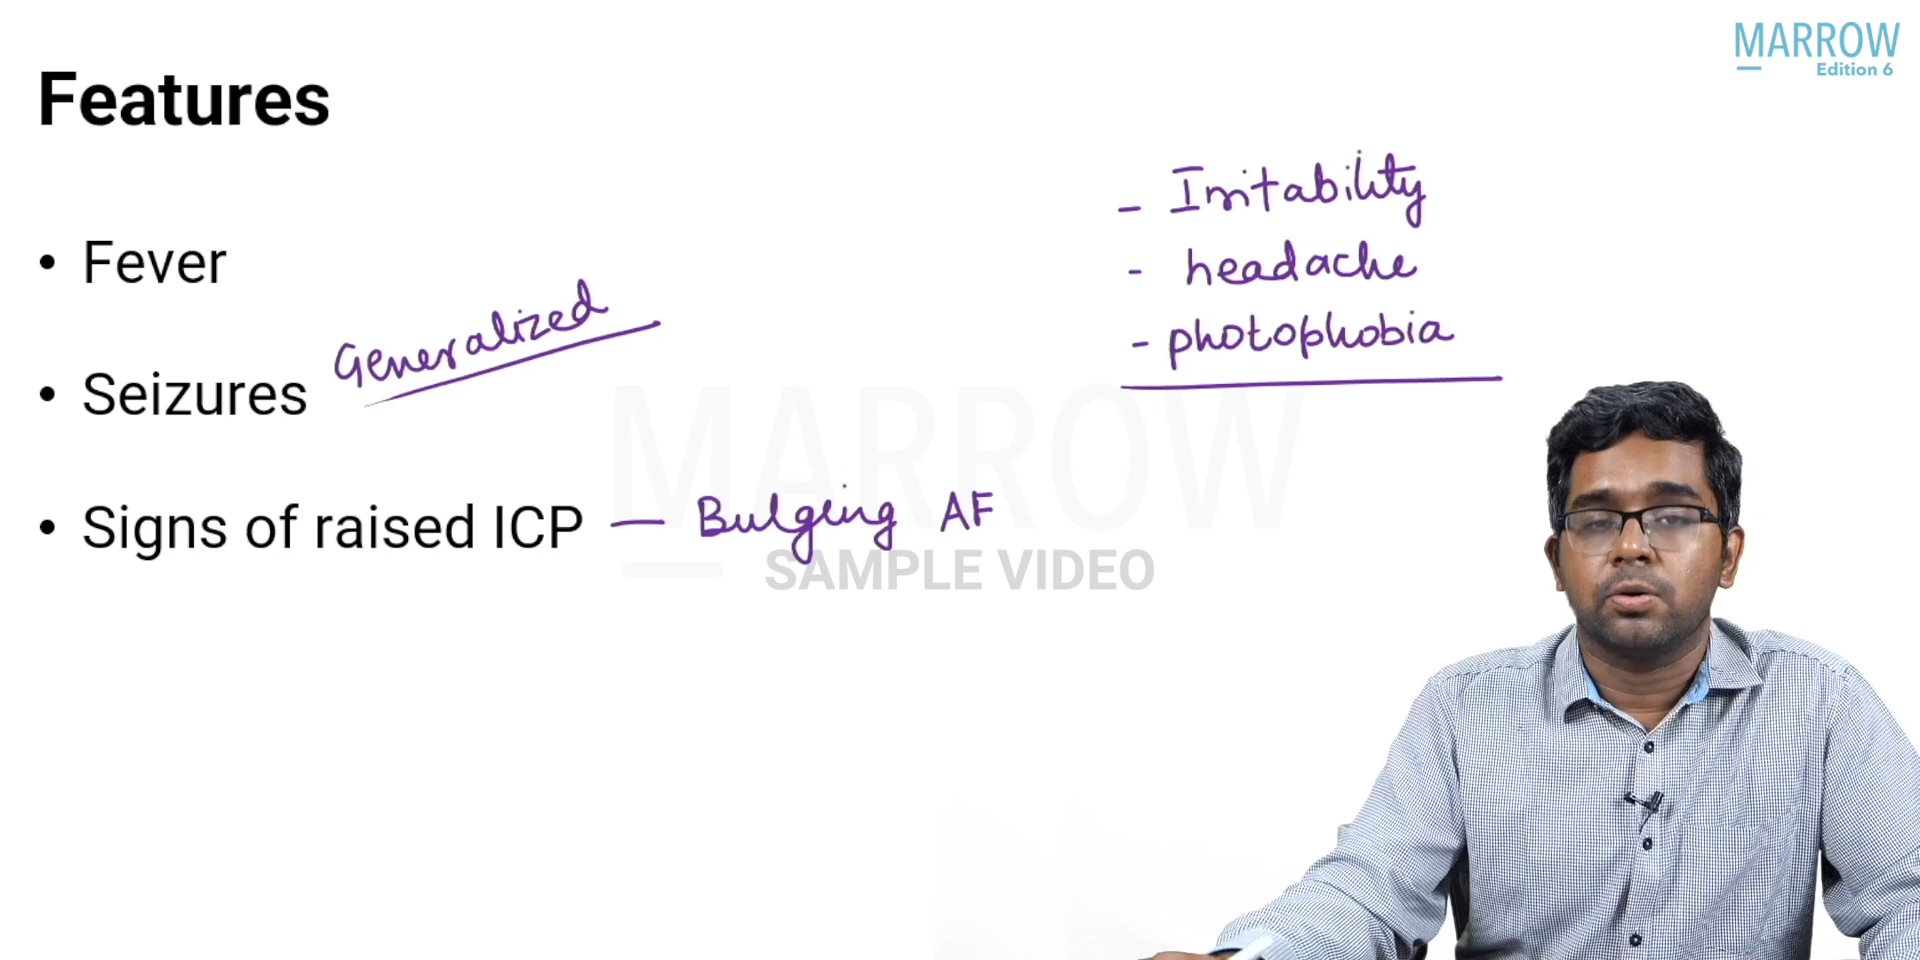 MARROW
Edition 6
Features
- Irritability
- headache
- photophobia
• Fever
Generalized
• Seizures
• Signs of raised ICP — Bulging AF
MARROW
SAMPLE VIDEO